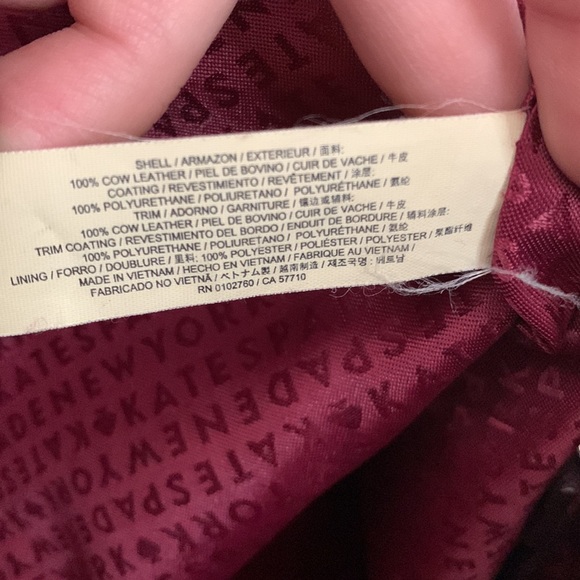 SHELL / ARMAZON / EXTERIEUR / 面料:
100% COW LEATHER / PIEL DE BOVINO / CUIR DE VACHE / 牛皮
COATING / REVESTIMIENTO / REVÊTEMENT / 涂层:
100% POLYURETHANE / POLIURETANO / POLYURÉTHANE / 氨纶
TRIM / ADORNO / GARNITURE / 镶边或辅料:
100% COW LEATHER / PIEL DE BOVINO / CUIR DE VACHE / 牛皮
TRIM COATING / REVESTIMIENTO DEL BORDO / ENDUIT DE BORDURE / 辅料涂层:
100% POLYURETHANE / POLIURETANO / POLYURÉTHANE / 氨纶
LINING / FORRO / DOUBLURE / 里料: 100% POLYESTER / POLIÉSTER / POLYESTER / 聚酯纤维
MADE IN VIETNAM / HECHO EN VIETNAM / FABRIQUE AU VIETNAM /
FABRICADO NO VIETNÃ / ベトナム製 / 越南制造 / 제조국명: 베트남
RN 0102760 / CA 57710
KATESPADENEWYORK
KATESPADENEWYORK
KATESPADENEWYORK